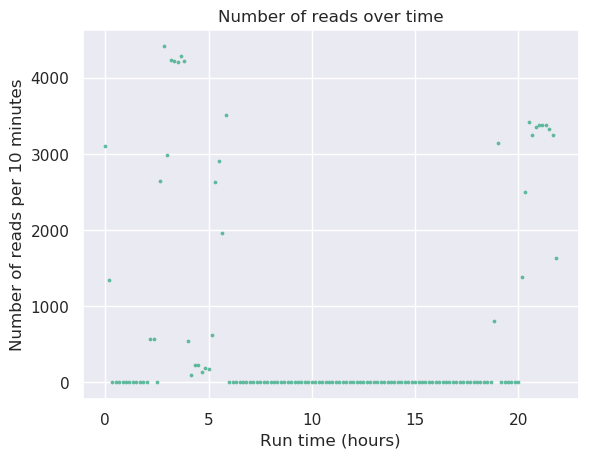 Number of reads over time
Number of reads per 10 minutes
4000
3000
2000
1000
0
0 5 10 15 20
Run time (hours)